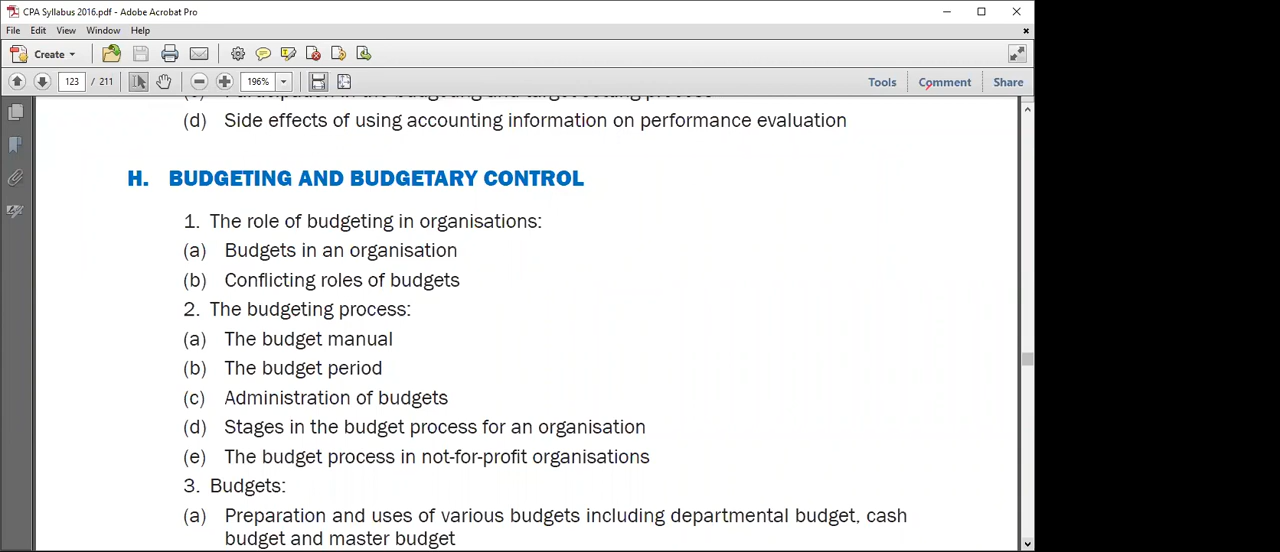 CPA Syllabus 2016.pdf - Adobe Acrobat Pro
File Edit View Window Help
Create
123 / 211 196% Tools Comment Share
(d) Side effects of using accounting information on performance evaluation
H. BUDGETING AND BUDGETARY CONTROL
1. The role of budgeting in organisations:
(a) Budgets in an organisation
(b) Conflicting roles of budgets
2. The budgeting process:
(a) The budget manual
(b) The budget period
(c) Administration of budgets
(d) Stages in the budget process for an organisation
(e) The budget process in not-for-profit organisations
3. Budgets:
(a) Preparation and uses of various budgets including departmental budget, cash
budget and master budget